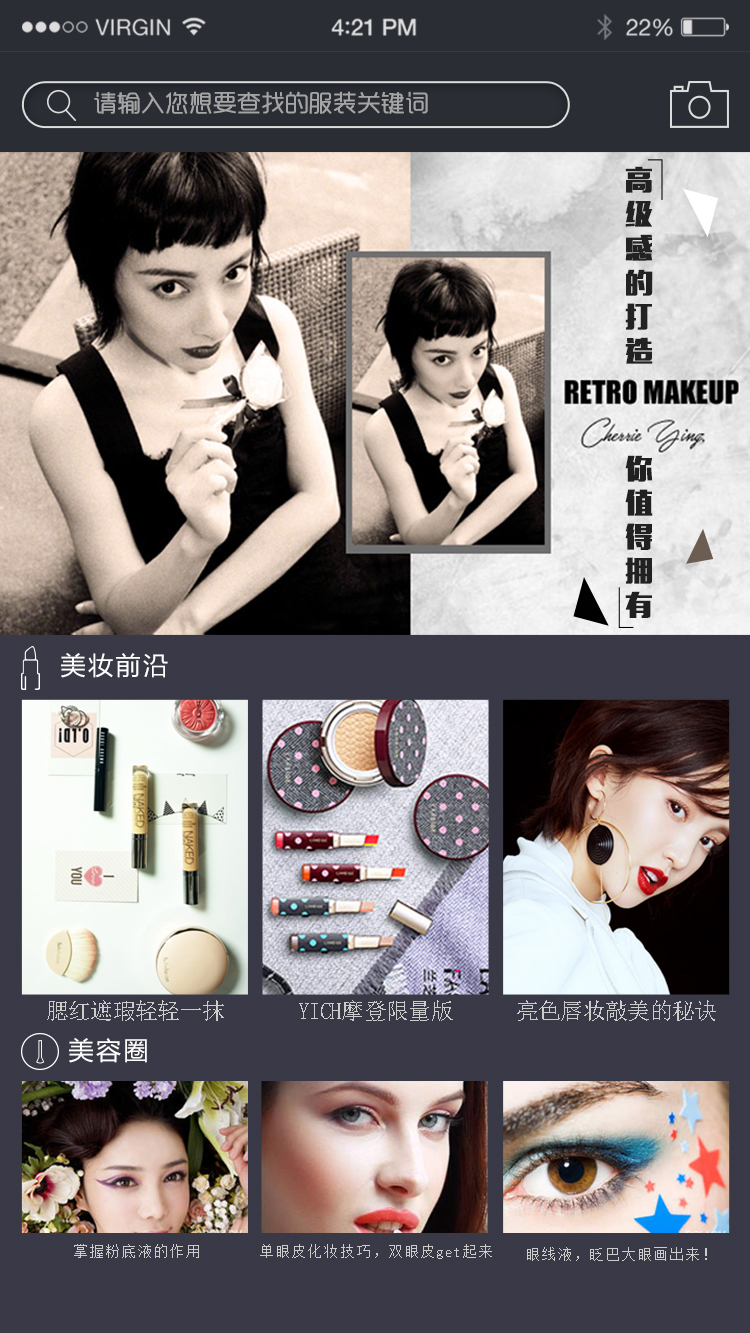 VIRGIN
4:21 PM
22%
请输入您想要查找的服装关键词
高级感的打造
RETRO MAKEUP
Cherrie Ying
你值得拥有
美妆前沿
I
YOU
NAKED
NAKED
腮红遮瑕轻轻一抹
YICH摩登限量版
亮色唇妆敲美的秘诀
美容圈
掌握粉底液的作用
单眼皮化妆技巧，双眼皮get起来
眼线液，眨巴大眼画出来！